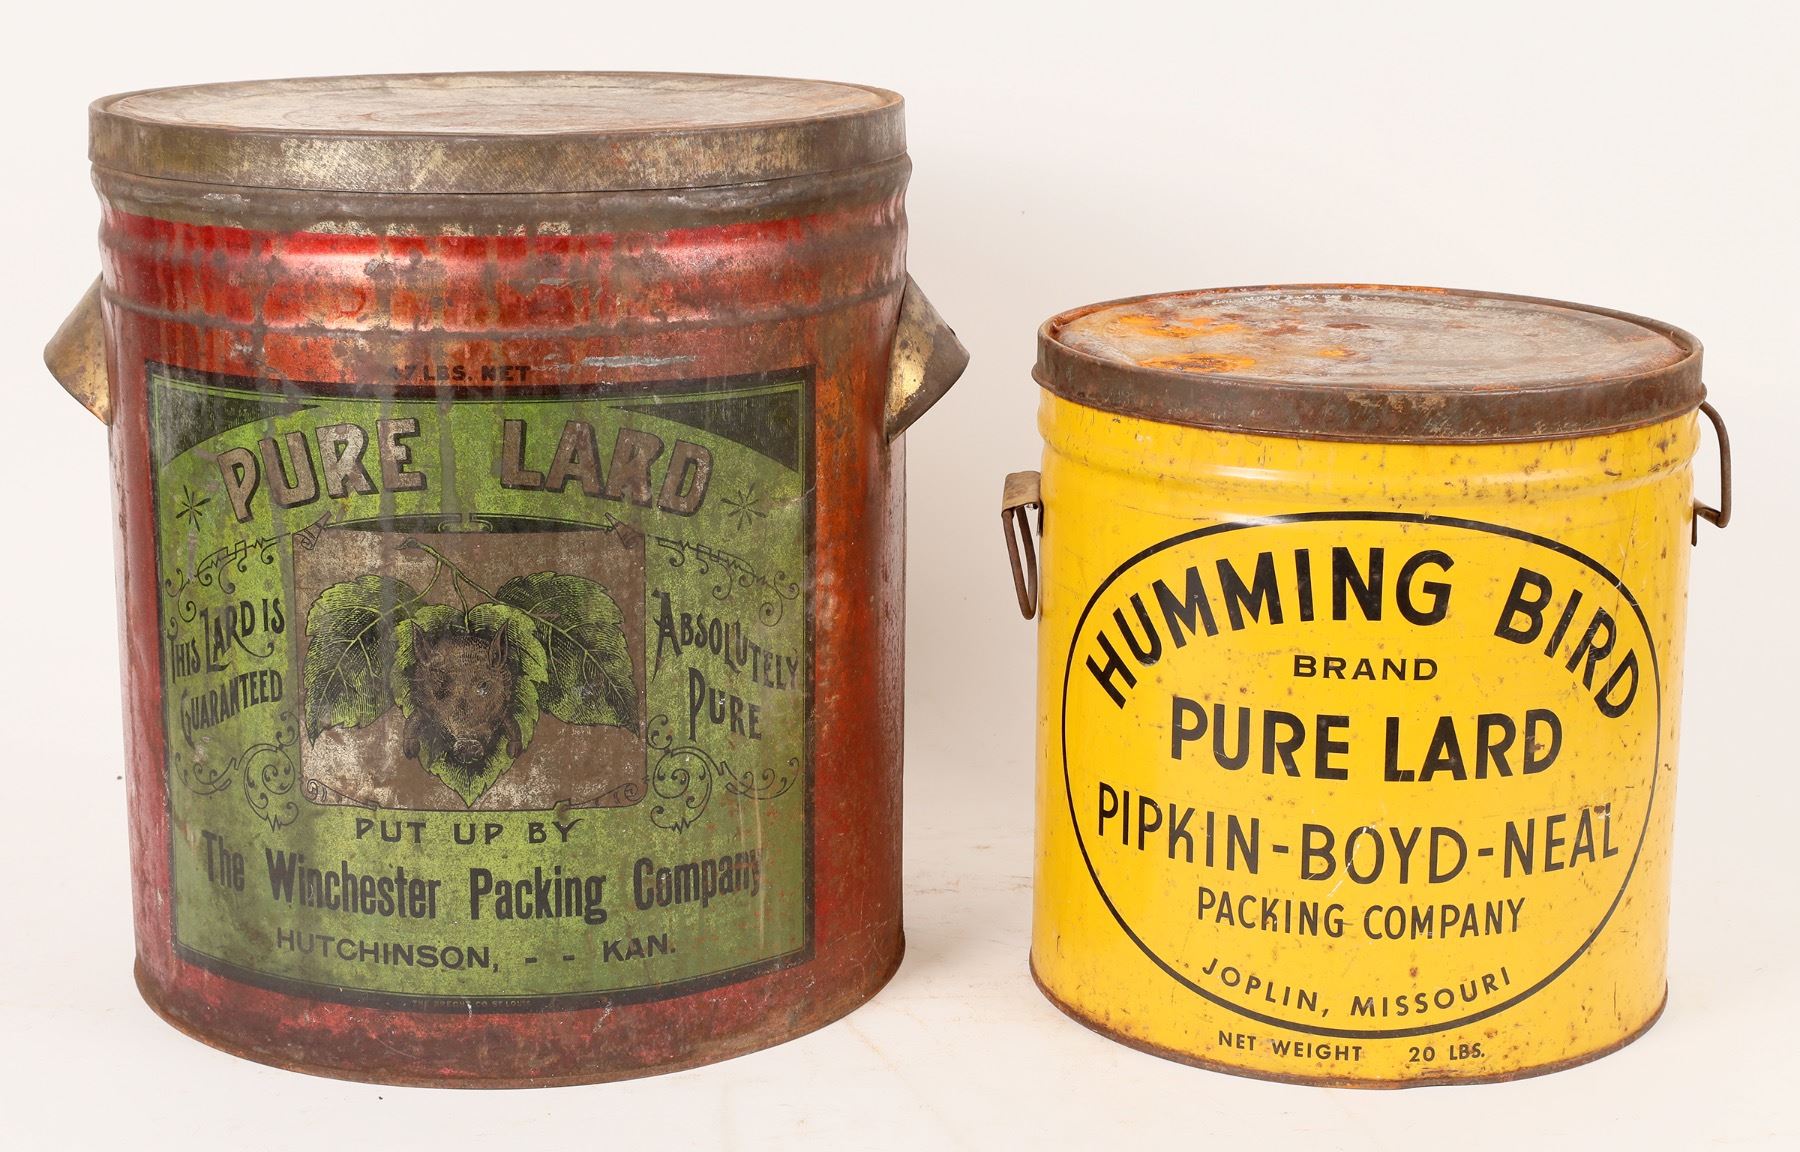 47 LBS. NET
PURE LARD
THIS LARD IS
GUARANTEED
ABSOLUTELY
PURE
PUT UP BY
The Winchester Packing Company
HUTCHINSON, - - KAN.
HUMMING BIRD
BRAND
PURE LARD
PIPKIN-BOYD-NEAL
PACKING COMPANY
JOPLIN, MISSOURI
NET WEIGHT 20 LBS.